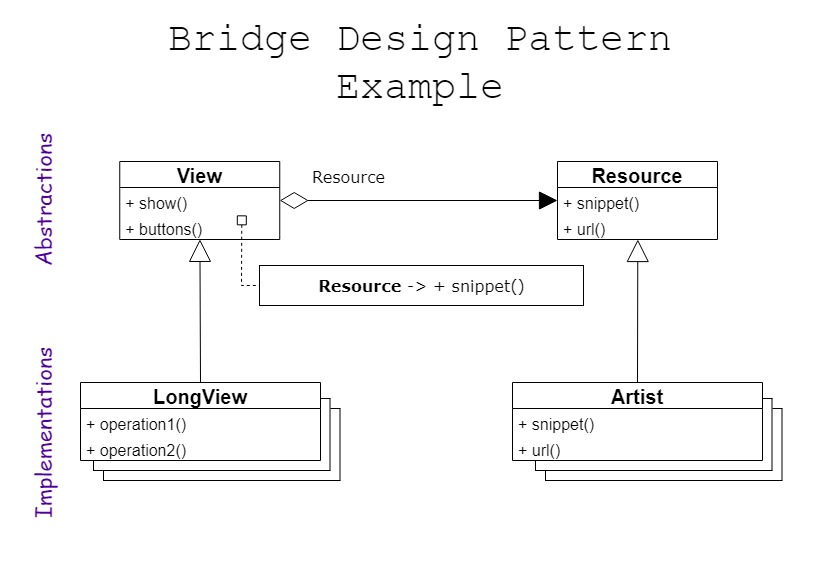 Bridge Design Pattern
Example
Abstractions
View
+ show()
+ buttons()
Resource
Resource
+ snippet()
+ url()
Resource -> + snippet()
Implementations
LongView
+ operation1()
+ operation2()
Artist
+ snippet()
+ url()